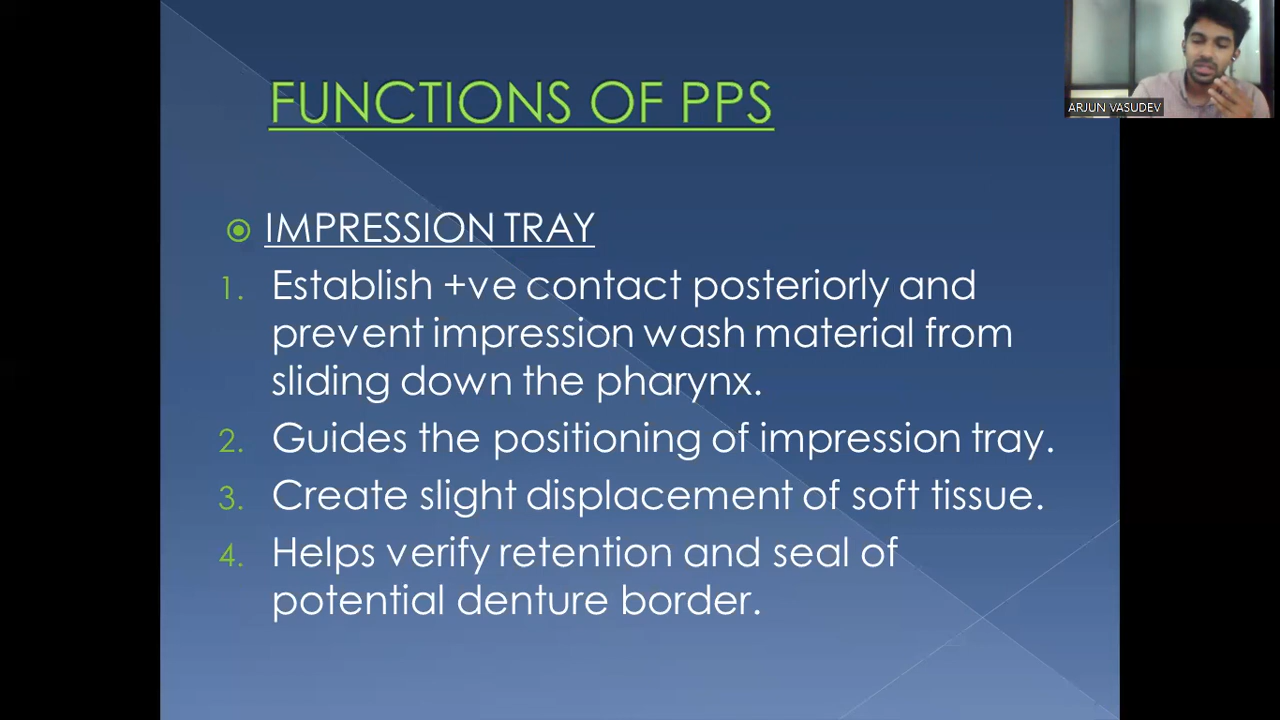 FUNCTIONS OF PPS
ARJUN VASUDEV
IMPRESSION TRAY
1. Establish +ve contact posteriorly and
prevent impression wash material from
sliding down the pharynx.
2. Guides the positioning of impression tray.
3. Create slight displacement of soft tissue.
4. Helps verify retention and seal of
potential denture border.